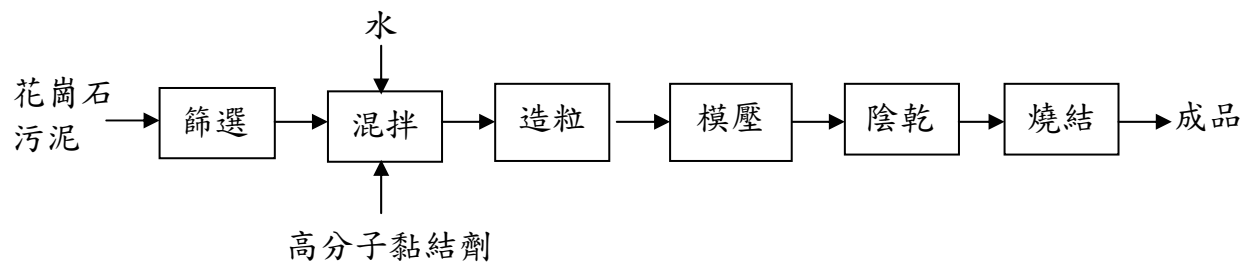 水
花崗石
污泥
篩選
混拌
造粒
模壓
陰乾
燒結
成品
高分子黏結劑